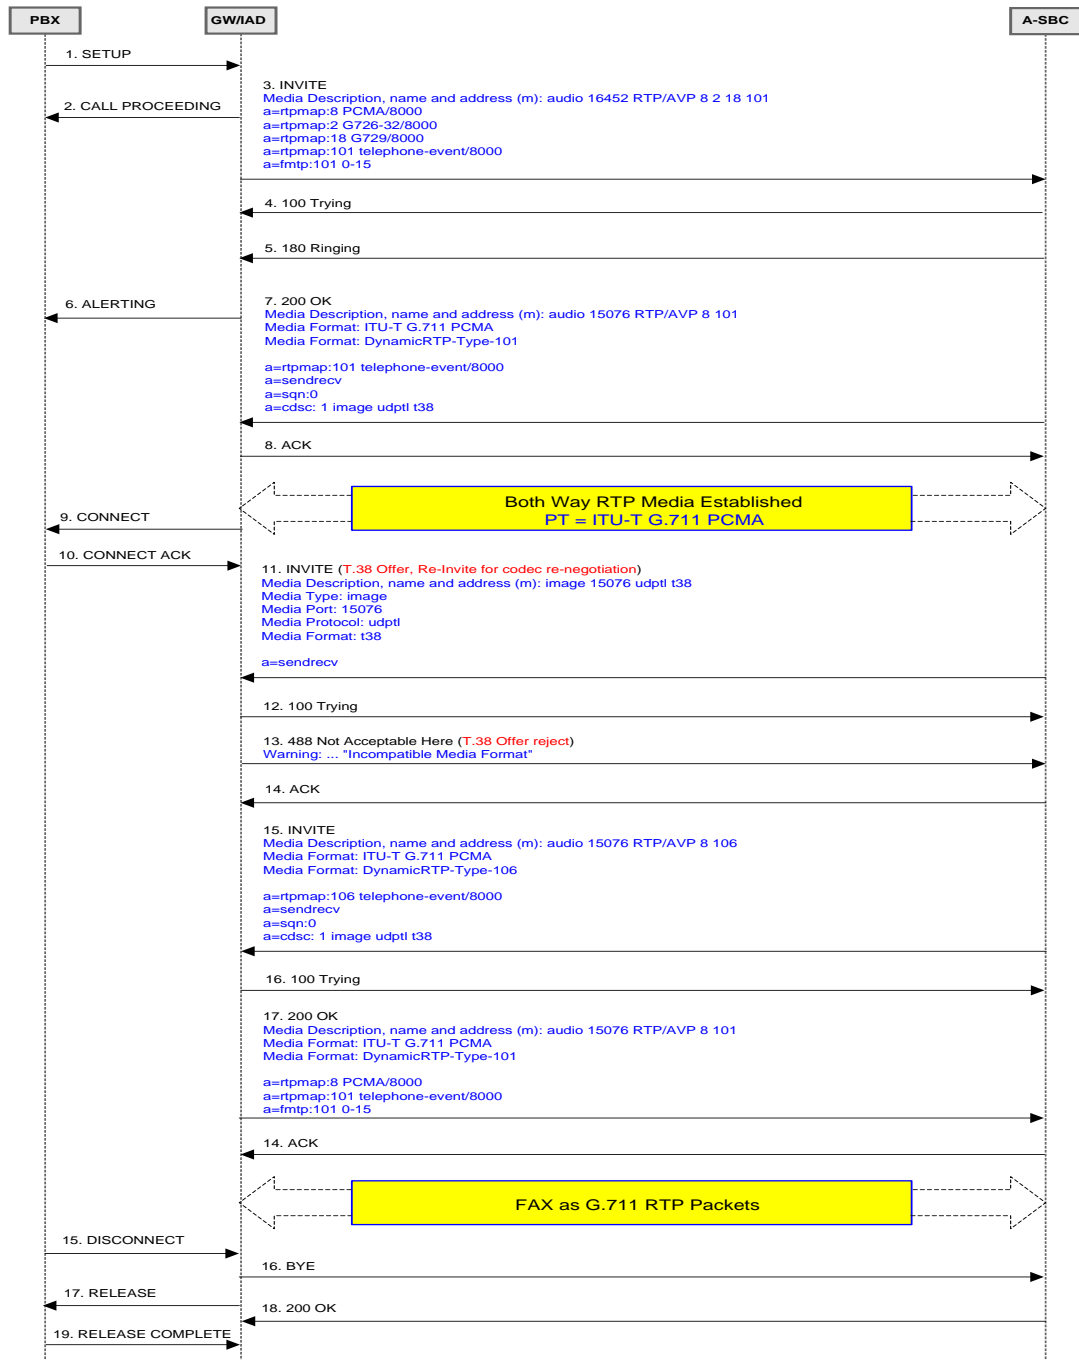 PBX
GW/IAD
A-SBC
1. SETUP
3. INVITE
Media Description, name and address (m): audio 16452 RTP/AVP 8 2 18 101
2. CALL PROCEEDING
a=rtpmap:8 PCMA/8000
a=rtpmap:2 G726-32/8000
a=rtpmap:18 G729/8000
a=rtpmap:101 telephone-event/8000
a=fmtp:101 0-15
4. 100 Trying
5. 180 Ringing
6. ALERTING
7. 200 OK
Media Description, name and address (m): audio 15076 RTP/AVP 8 101
Media Format: ITU-T G.711 PCMA
Media Format: DynamicRTP-Type-101
a=rtpmap:101 telephone-event/8000
a=sendrecv
a=sqn:0
a=cdsc: 1 image udptl t38
8. ACK
Both Way RTP Media Established
PT = ITU-T G.711 PCMA
9. CONNECT
10. CONNECT ACK
11. INVITE (T.38 Offer, Re-Invite for codec re-negotiation)
Media Description, name and address (m): image 15076 udptl t38
Media Type: image
Media Port: 15076
Media Protocol: udptl
Media Format: t38
a=sendrecv
12. 100 Trying
13. 488 Not Acceptable Here (T.38 Offer reject)
Warning: ... "Incompatible Media Format"
14. ACK
15. INVITE
Media Description, name and address (m): audio 15076 RTP/AVP 8 106
Media Format: ITU-T G.711 PCMA
Media Format: DynamicRTP-Type-106
a=rtpmap:106 telephone-event/8000
a=sendrecv
a=sqn:0
a=cdsc: 1 image udptl t38
16. 100 Trying
17. 200 OK
Media Description, name and address (m): audio 15076 RTP/AVP 8 101
Media Format: ITU-T G.711 PCMA
Media Format: DynamicRTP-Type-101
a=rtpmap:8 PCMA/8000
a=rtpmap:101 telephone-event/8000
a=fmtp:101 0-15
14. ACK
FAX as G.711 RTP Packets
15. DISCONNECT
16. BYE
17. RELEASE
18. 200 OK
19. RELEASE COMPLETE